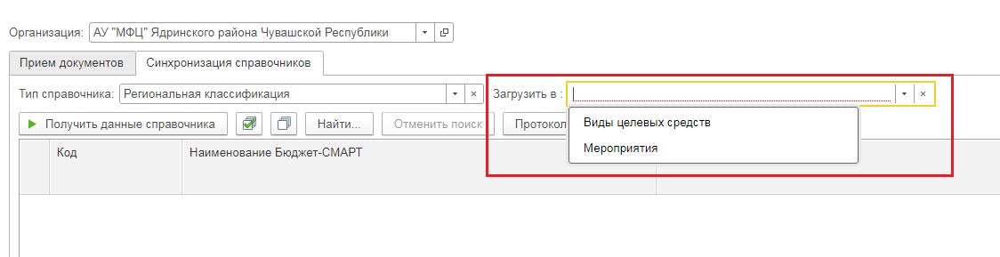 Организация: АУ "МФЦ" Ядринского района Чувашской Республики
Прием документов Синхронизация справочников
Тип справочника: Региональная классификация Загрузить в :
Получить данные справочника Найти... Отменить поиск Протокол
Виды целевых средств
Мероприятия
Код Наименование Бюджет-СМАРТ